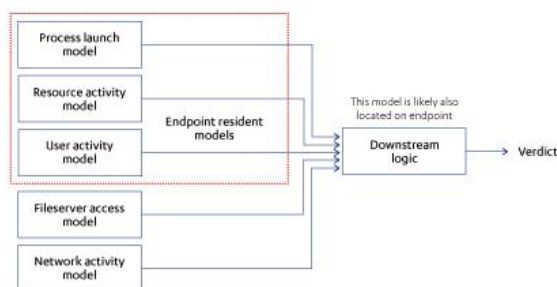 Process launch
model
Resource activity
model
Endpoint resident
models
User activity
model
This model is likely also
located on endpoint
Downstream
logic
Verdict
Fileserver access
model
Network activity
model